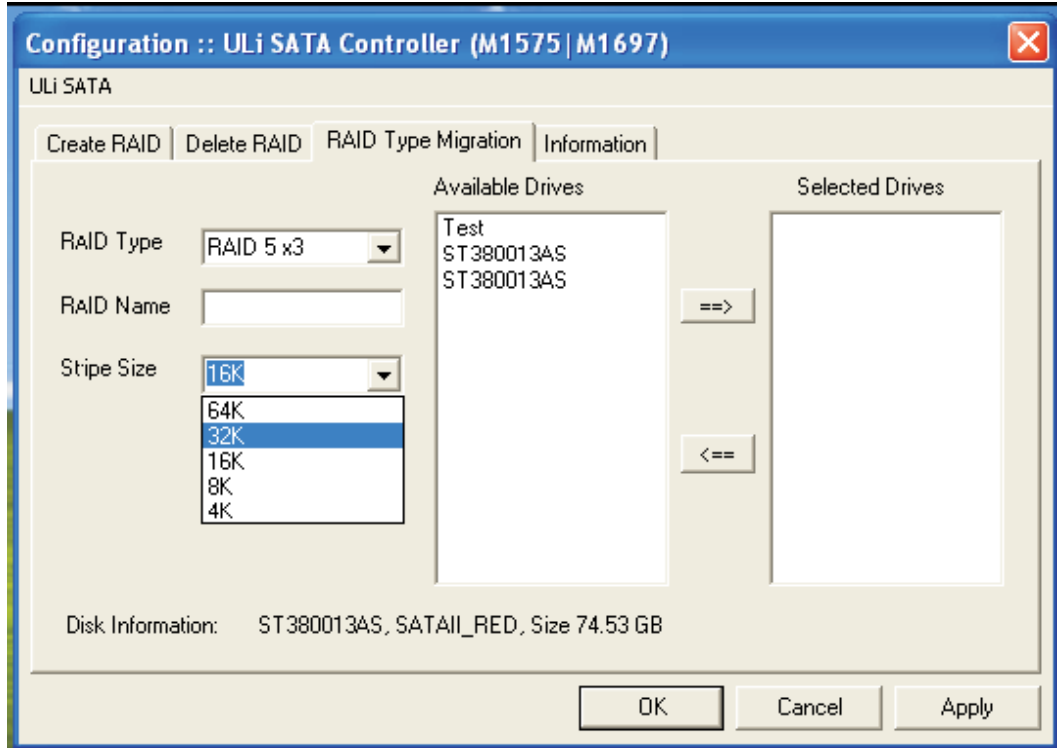 Configuration :: ULi SATA Controller (M1575|M1697)
ULi SATA
Create RAID Delete RAID RAID Type Migration Information
Available Drives Selected Drives
RAID Type RAID 5 x3
RAID Name
Stripe Size 16K
64K
32K
16K
8K
4K
Test
ST380013AS
ST380013AS
==>
<==
Disk Information: ST380013AS, SATAII_RED, Size 74.53 GB
OK Cancel Apply